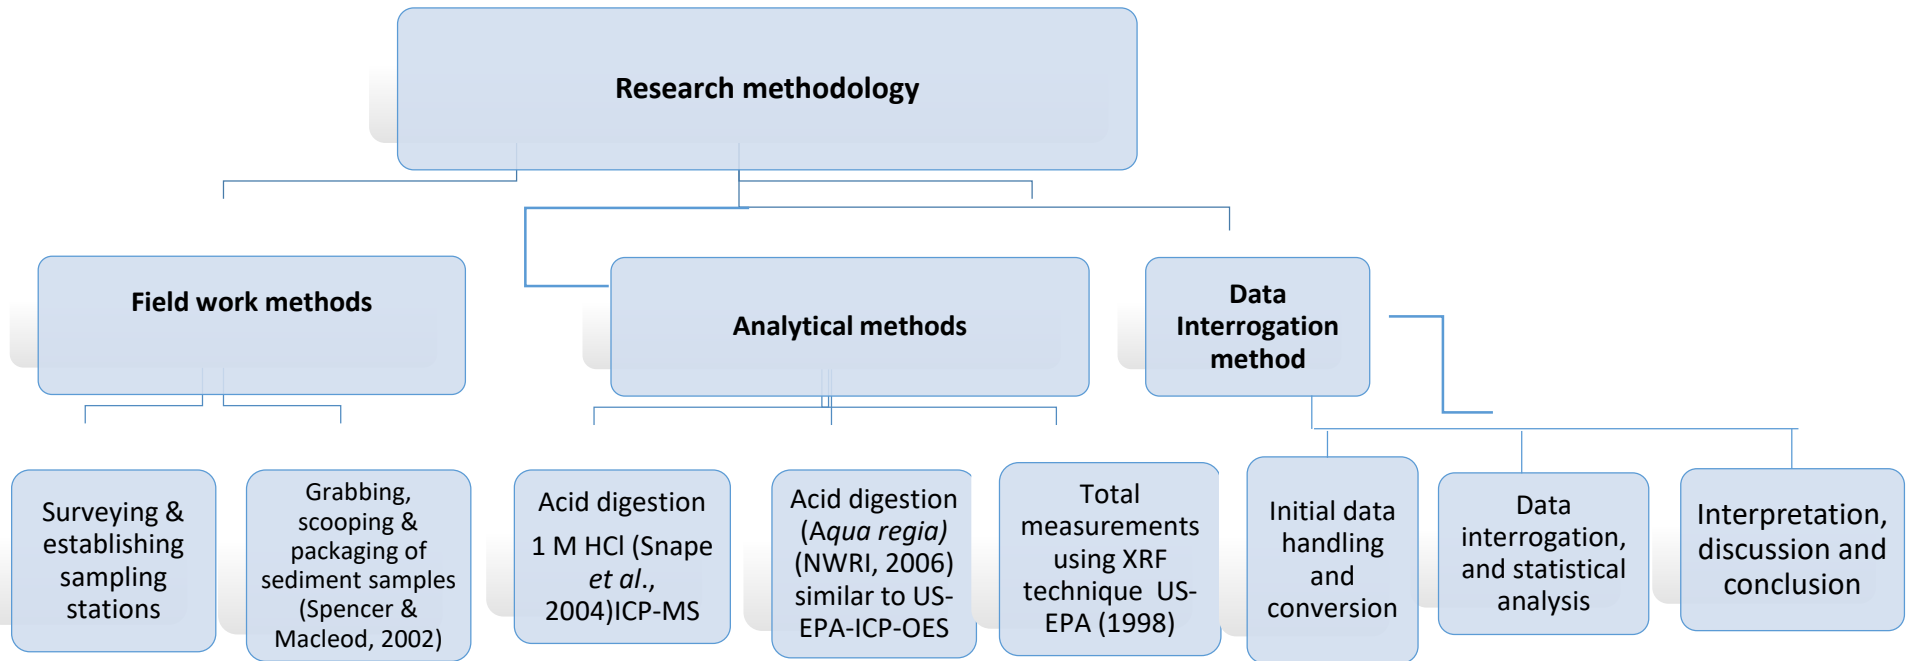 Research methodology
Field work methods
Analytical methods
Data
Interrogation
method
Surveying &
establishing
sampling
stations
Grabbing,
scooping &
packaging of
sediment samples
(Spencer &
Macleod, 2002)
Acid digestion
1 M HCl (Snape
et al.,
2004)ICP-MS
Acid digestion
(Aqua regia)
(NWRI, 2006)
similar to US-
EPA-ICP-OES
Total
measurements
using XRF
technique US-
EPA (1998)
Initial data
handling
and
conversion
Data
interrogation,
and statistical
analysis
Interpretation,
discussion and
conclusion